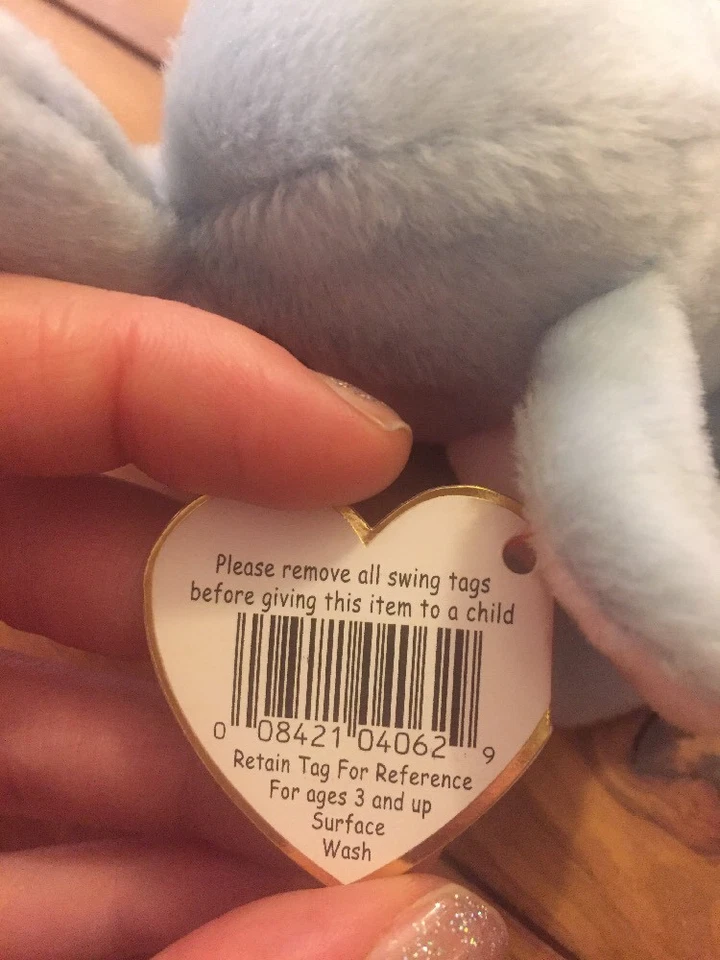 Please remove all swing tags
before giving this item to a child
0 08421 04062 9
Retain Tag For Reference
For ages 3 and up
Surface
Wash